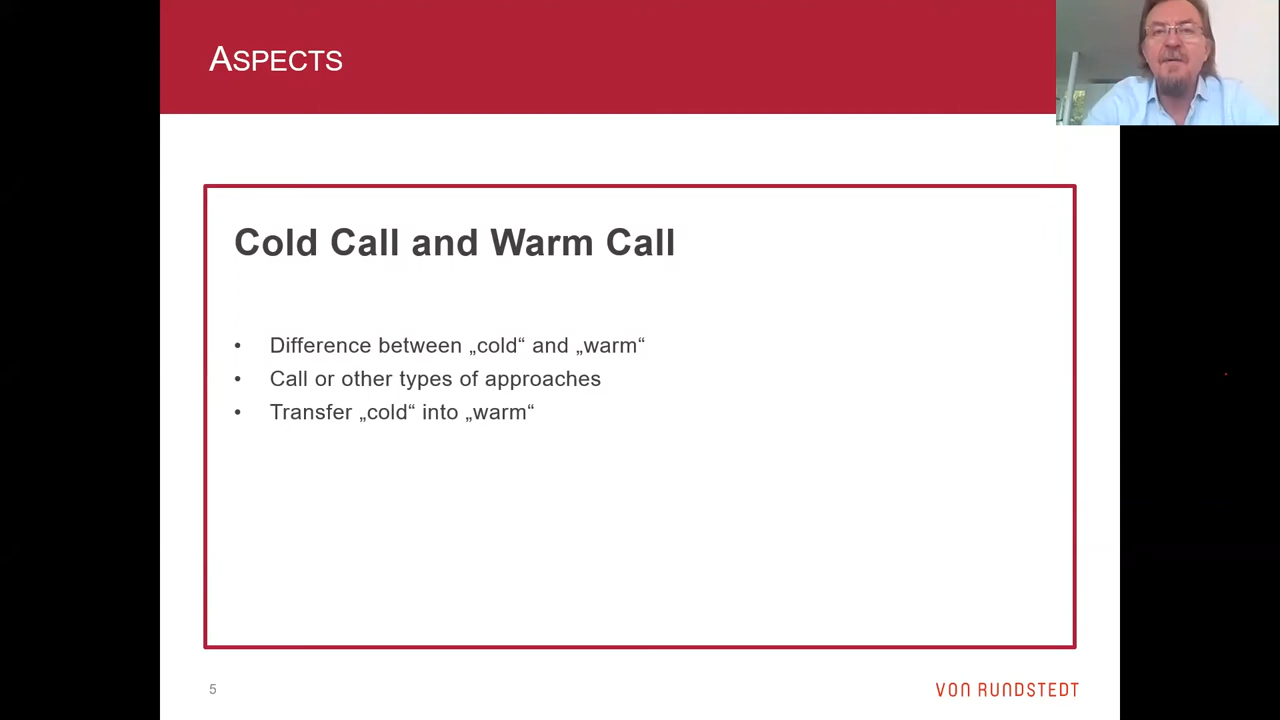 ASPECTS
Cold Call and Warm Call
• Difference between „cold“ and „warm“
• Call or other types of approaches
• Transfer „cold“ into „warm“
5
VON RUNDSTEDT